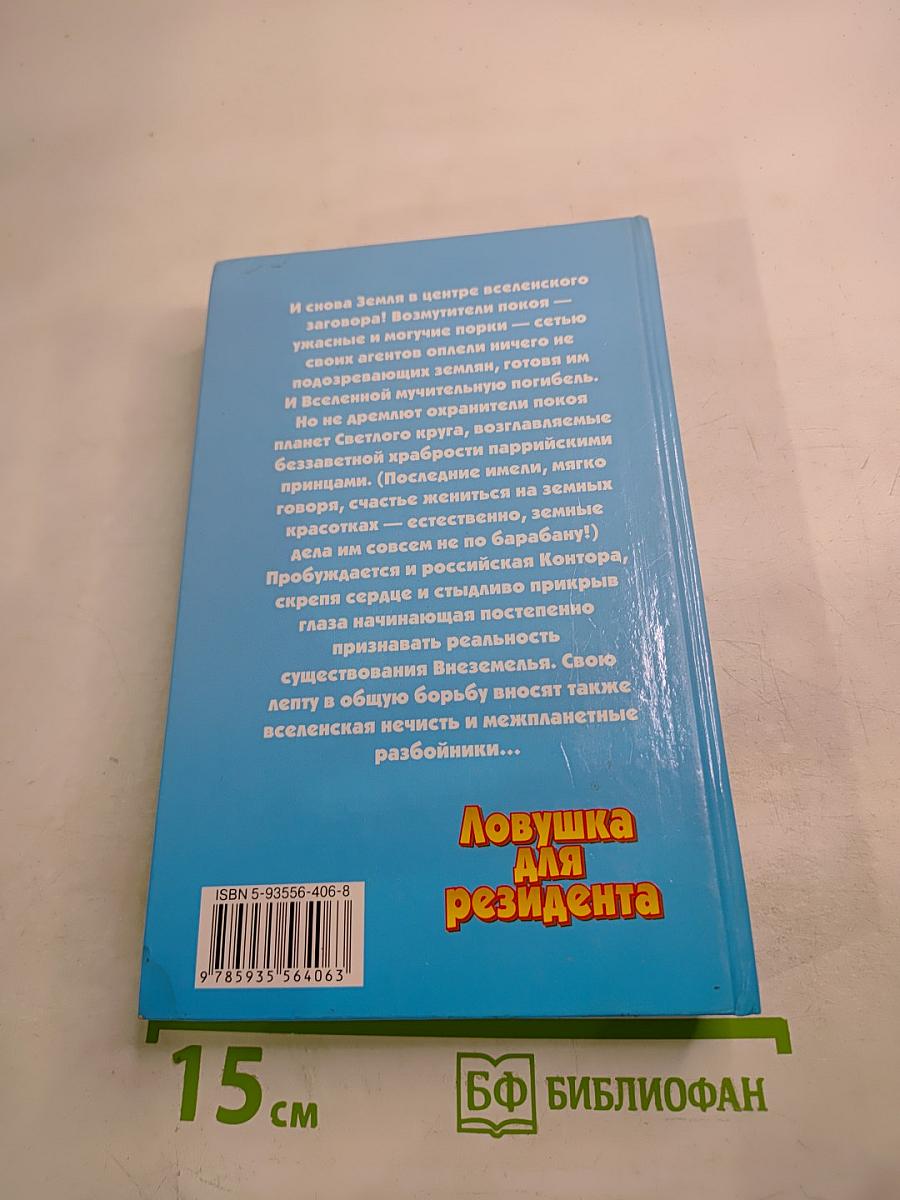 И снова Земля в центре вселенского
заговора! Возмутители покоя —
ужасные и могучие порки — сетью
своих агентов оплели ничего не
подозревающих землян, готовя им
И Вселенной мучительную погибель.
Но не дремлют охранители покоя
планет Светлого круга, возглавляемые
беззаветной храбрости паррийскими
принцами. (Последние имели, мягко
говоря, счастье жениться на земных
красотках — естественно, земные
дела им совсем не по барабану!)
Пробуждается и российская Контора,
скрепя сердце и стыдливо прикрыв
глаза начинающая постепенно
признавать реальность
существования Внеземелья. Свою
лепту в общую борьбу вносят также
вселенская нечисть и межпланетные
разбойники...
Ловушка
для
резидента
ISBN 5-93556-406-8
9 785935 564063
15 см
БФ БИБЛИОФАН